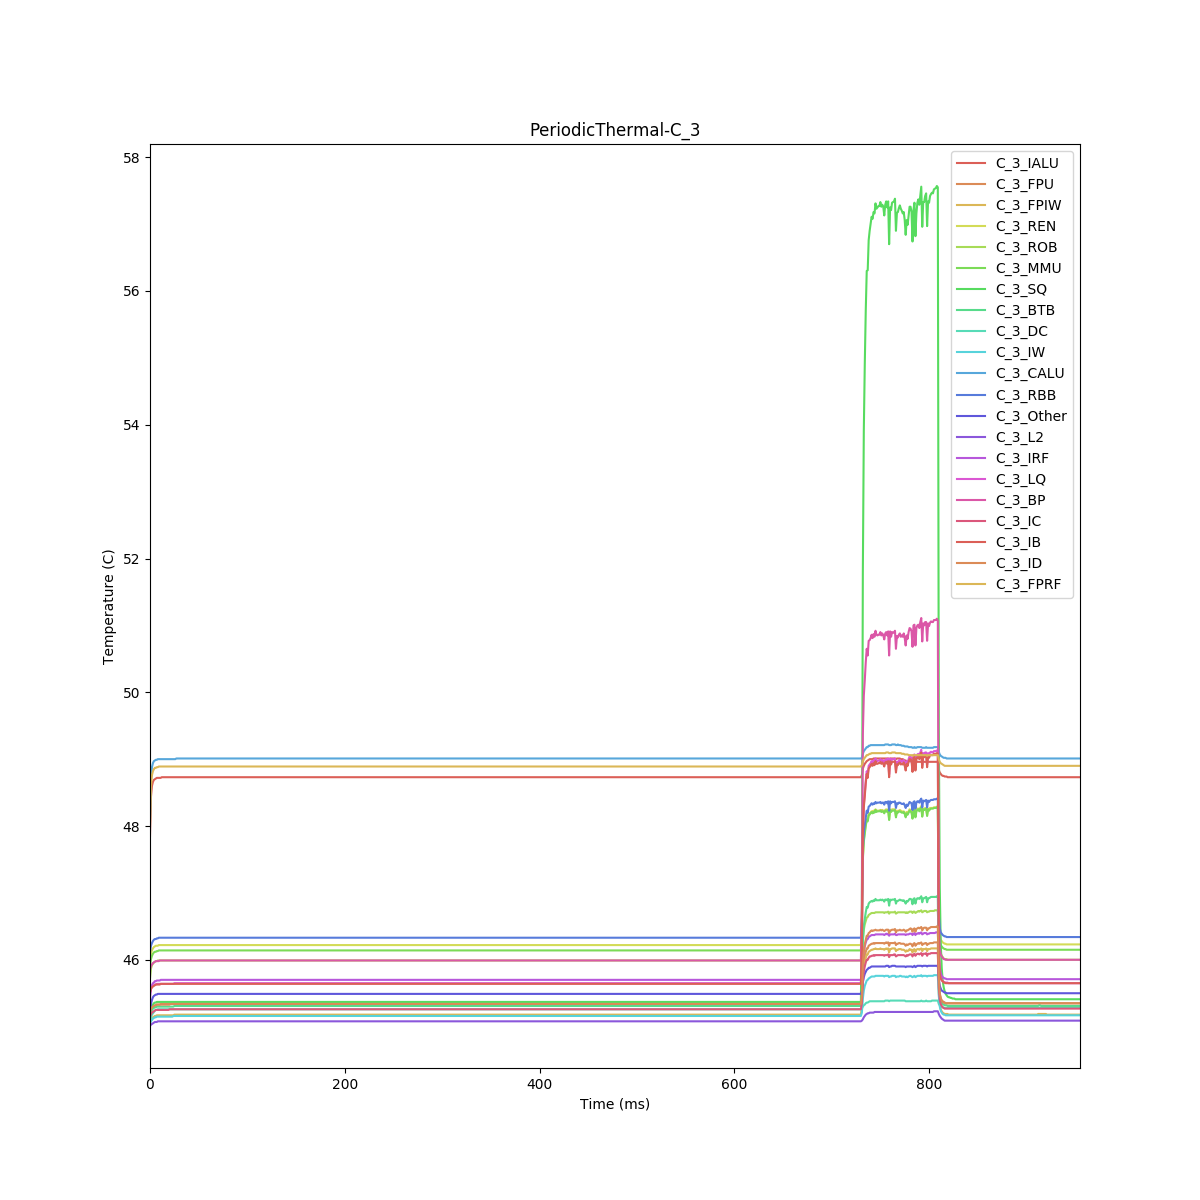 PeriodicThermal-C_3
58
56
54
52
50
48
46
Temperature (C)
0 200 400 600 800
Time (ms)
C_3_IALU
C_3_FPU
C_3_FPIW
C_3_REN
C_3_ROB
C_3_MMU
C_3_SQ
C_3_BTB
C_3_DC
C_3_IW
C_3_CALU
C_3_RBB
C_3_Other
C_3_L2
C_3_IRF
C_3_LQ
C_3_BP
C_3_IC
C_3_IB
C_3_ID
C_3_FPRF